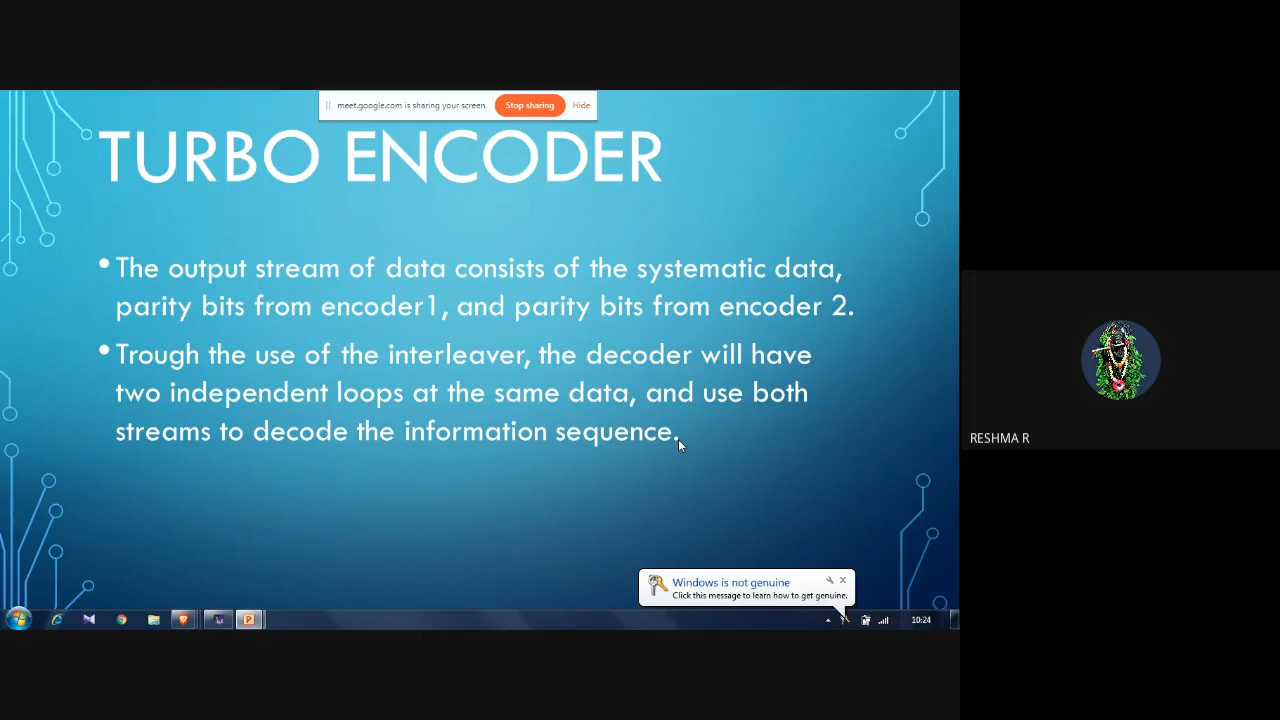 meet.google.com is sharing your screen. Stop sharing Hide
TURBO ENCODER
• The output stream of data consists of the systematic data,
parity bits from encoder1, and parity bits from encoder 2.
• Trough the use of the interleaver, the decoder will have
two independent loops at the same data, and use both
streams to decode the information sequence.
RESHMA R
Windows is not genuine
Click this message to learn how to get genuine.
10:24